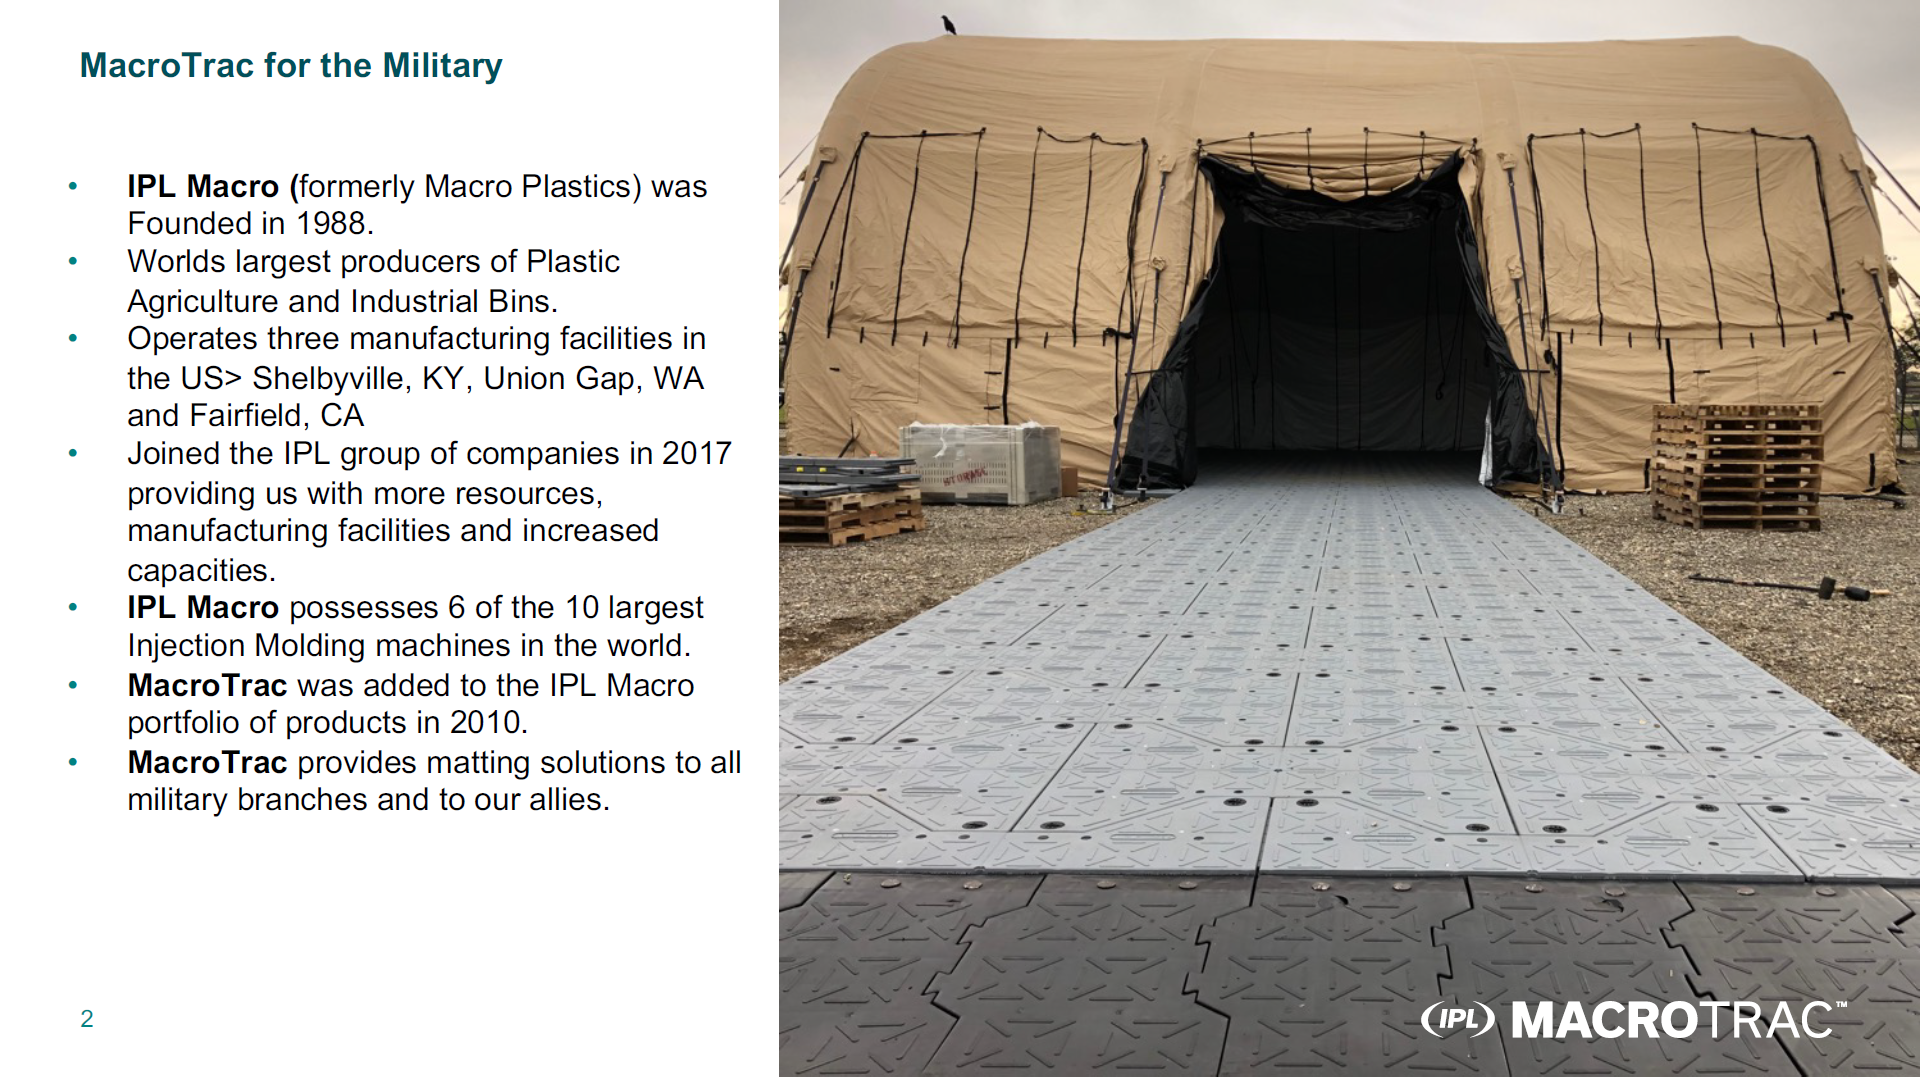 MacroTrac for the Military
• IPL Macro (formerly Macro Plastics) was
Founded in 1988.
• Worlds largest producers of Plastic
Agriculture and Industrial Bins.
• Operates three manufacturing facilities in
the US> Shelbyville, KY, Union Gap, WA
and Fairfield, CA
• Joined the IPL group of companies in 2017
providing us with more resources,
manufacturing facilities and increased
capacities.
• IPL Macro possesses 6 of the 10 largest
Injection Molding machines in the world.
• MacroTrac was added to the IPL Macro
portfolio of products in 2010.
• MacroTrac provides matting solutions to all
military branches and to our allies.
2
IPL MACROTRAC™